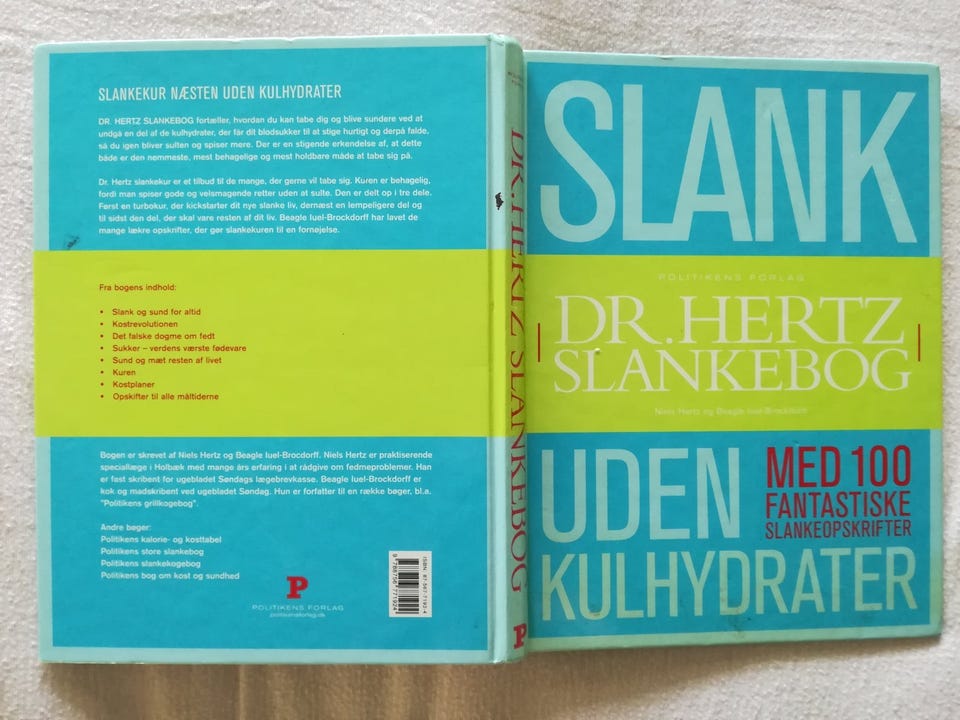 SLANKEKUR NÆSTEN UDEN KULHYDRATER
DR. HERTZ SLANKEBOG fortæller, hvordan du kan tabe dig og blive sundere ved at
undgå en del af de kulhydrater, der får dit blodsukker til at stige hurtigt og derpå falde,
så du igen bliver sulten og spiser mere. Der er en stigende erkendelse af, at dette
både er den nemmeste, mest behagelige og mest holdbare måde at tabe sig på.
Dr. Hertz slankekur er et tilbud til de mange, der gerne vil tabe sig. Kuren er behagelig,
fordi man spiser gode og velsmagende retter uden at sulte. Den er delt op i tre dele.
Først en turbokur, der kickstarter dit nye slanke liv, dernæst en lempeligere del og
til sidst den del, der skal vare resten af dit liv. Beagle Iuel-Brockdorff har lavet de
mange lækre opskrifter, der gør slankekuren til en fornøjelse.
Fra bogens indhold:
• Slank og sund for altid
• Kostrevolutionen
• Det falske dogme om fedt
• Sukker – verdens værste fødevare
• Sund og mæt resten af livet
• Kuren
• Kostplaner
• Opskrifter til alle måltiderne
Bogen er skrevet af Niels Hertz og Beagle Iuel-Brocdorff. Niels Hertz er praktiserende
speciallæge i Holbæk med mange års erfaring i at rådgive om fedmeproblemer. Han
er fast skribent for ugebladet Søndags lægebrevkasse. Beagle Iuel-Brockdorff er
kok og madskribent ved ugebladet Søndag. Hun er forfatter til en række bøger, bl.a.
"Politikens grillkogebog".
Andre bøger:
Politikens kalorie- og kosttabel
Politikens store slankebog
Politikens slankekogebog
Politikens bog om kost og sundhed
P
POLITIKENS FORLAG
politikensforlag.dk
ISBN 87-567-7192-4
9 788756 771924
DR. HERTZ SLANKEBOG
P
SLANK
POLITIKENS FORLAG
DR. HERTZ
SLANKEBOG
Niels Hertz og Beagle Iuel-Brockdorff
UDEN
KULHYDRATER
MED 100
FANTASTISKE
SLANKEOPSKRIFTER